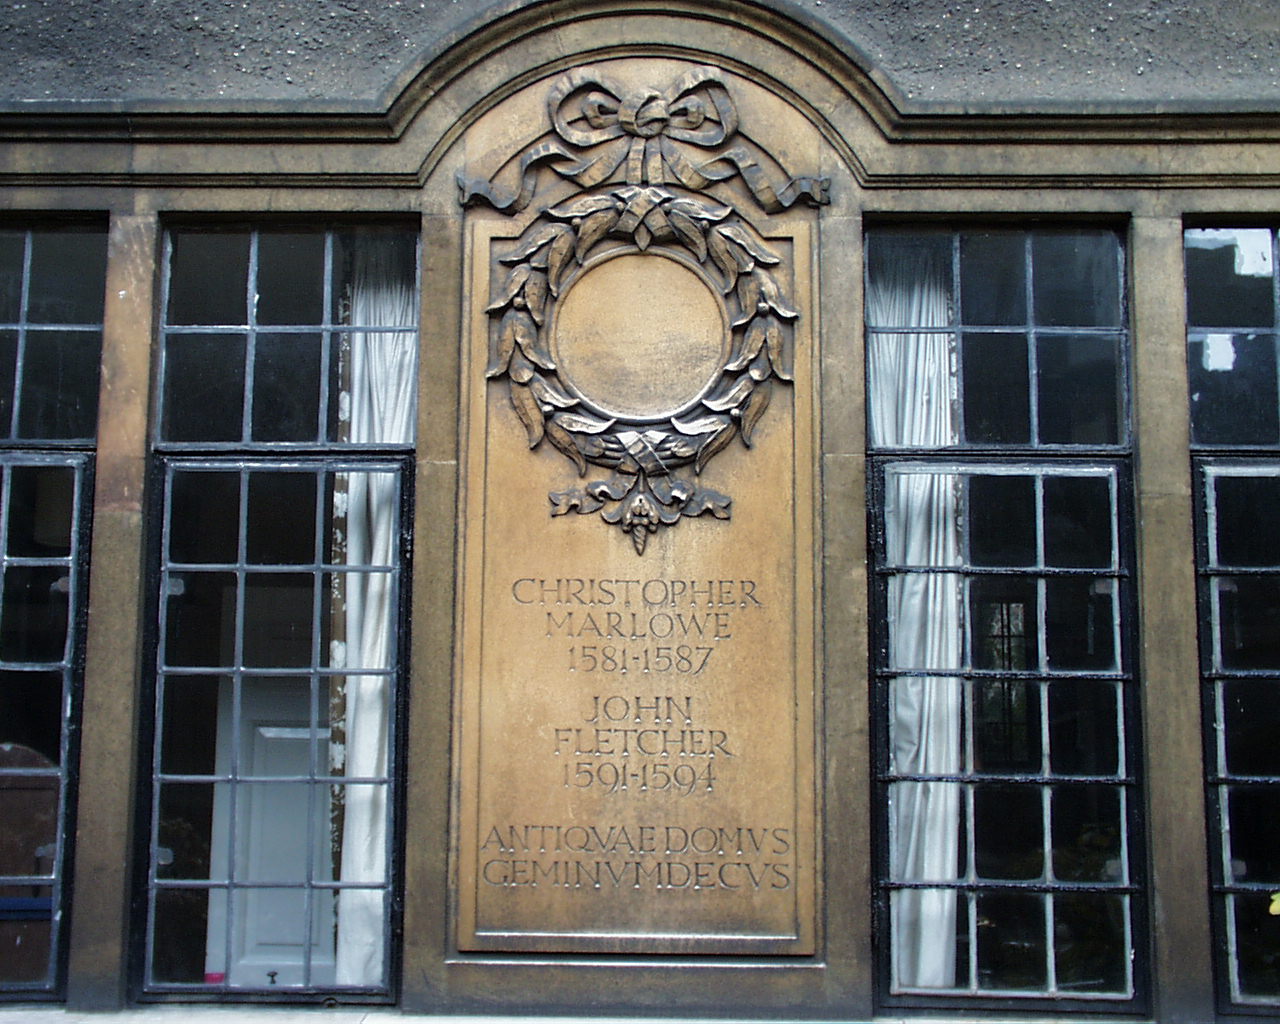 CHRISTOPHER
MARLOWE
1581-1587
JOHN
FLETCHER
1591-1594
ANTIQVAE DOMVS
GEMINVM DECVS